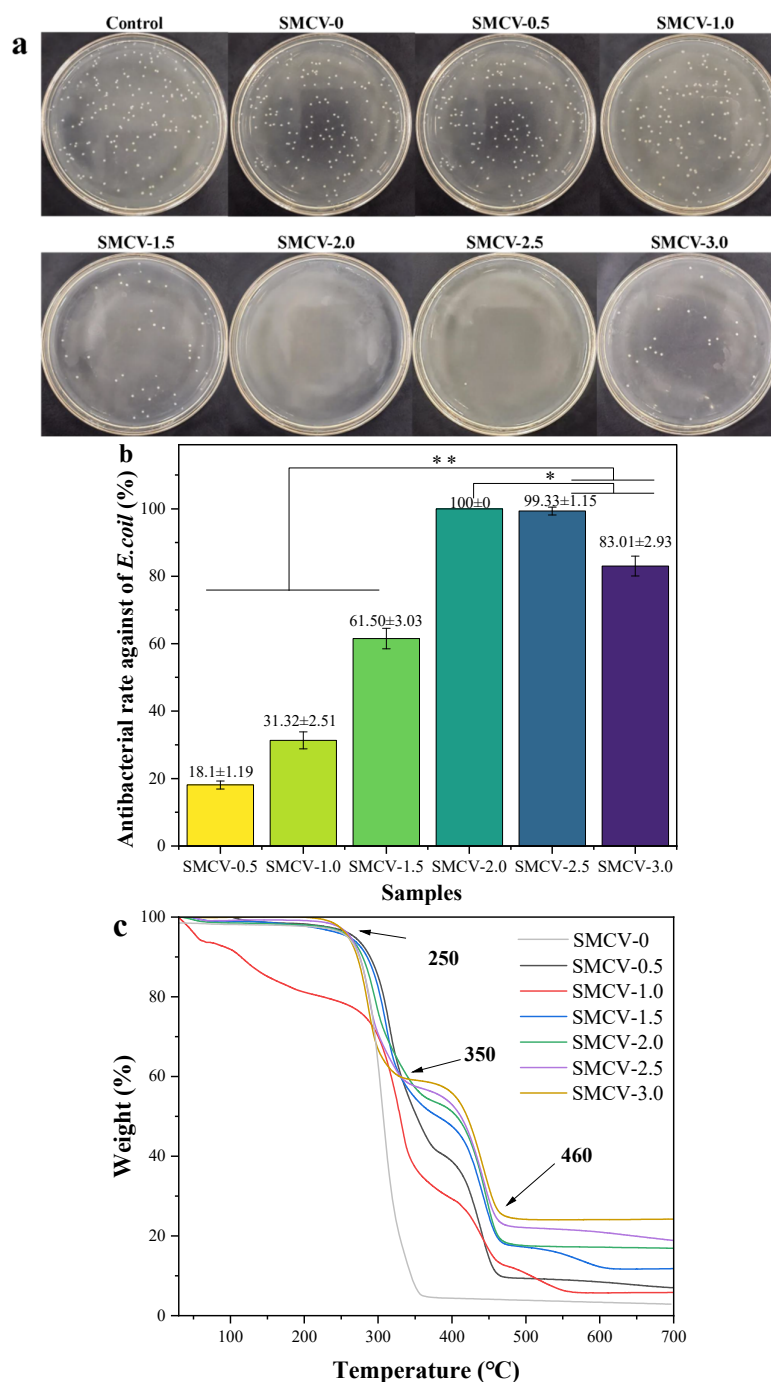 a
Control SMCV-0 SMCV-0.5 SMCV-1.0
SMCV-1.5 SMCV-2.0 SMCV-2.5 SMCV-3.0
b
Antibacterial rate against of E.coil (%)
100
80
60
40
20
0
18.1±1.19
31.32±2.51
61.50±3.03
100±0
99.33±1.15
83.01±2.93
* *
*
SMCV-0.5 SMCV-1.0 SMCV-1.5 SMCV-2.0 SMCV-2.5 SMCV-3.0
Samples
c
Weight (%)
100
80
60
40
20
0
250
350
460
SMCV-0
SMCV-0.5
SMCV-1.0
SMCV-1.5
SMCV-2.0
SMCV-2.5
SMCV-3.0
100 200 300 400 500 600 700
Temperature (°C)